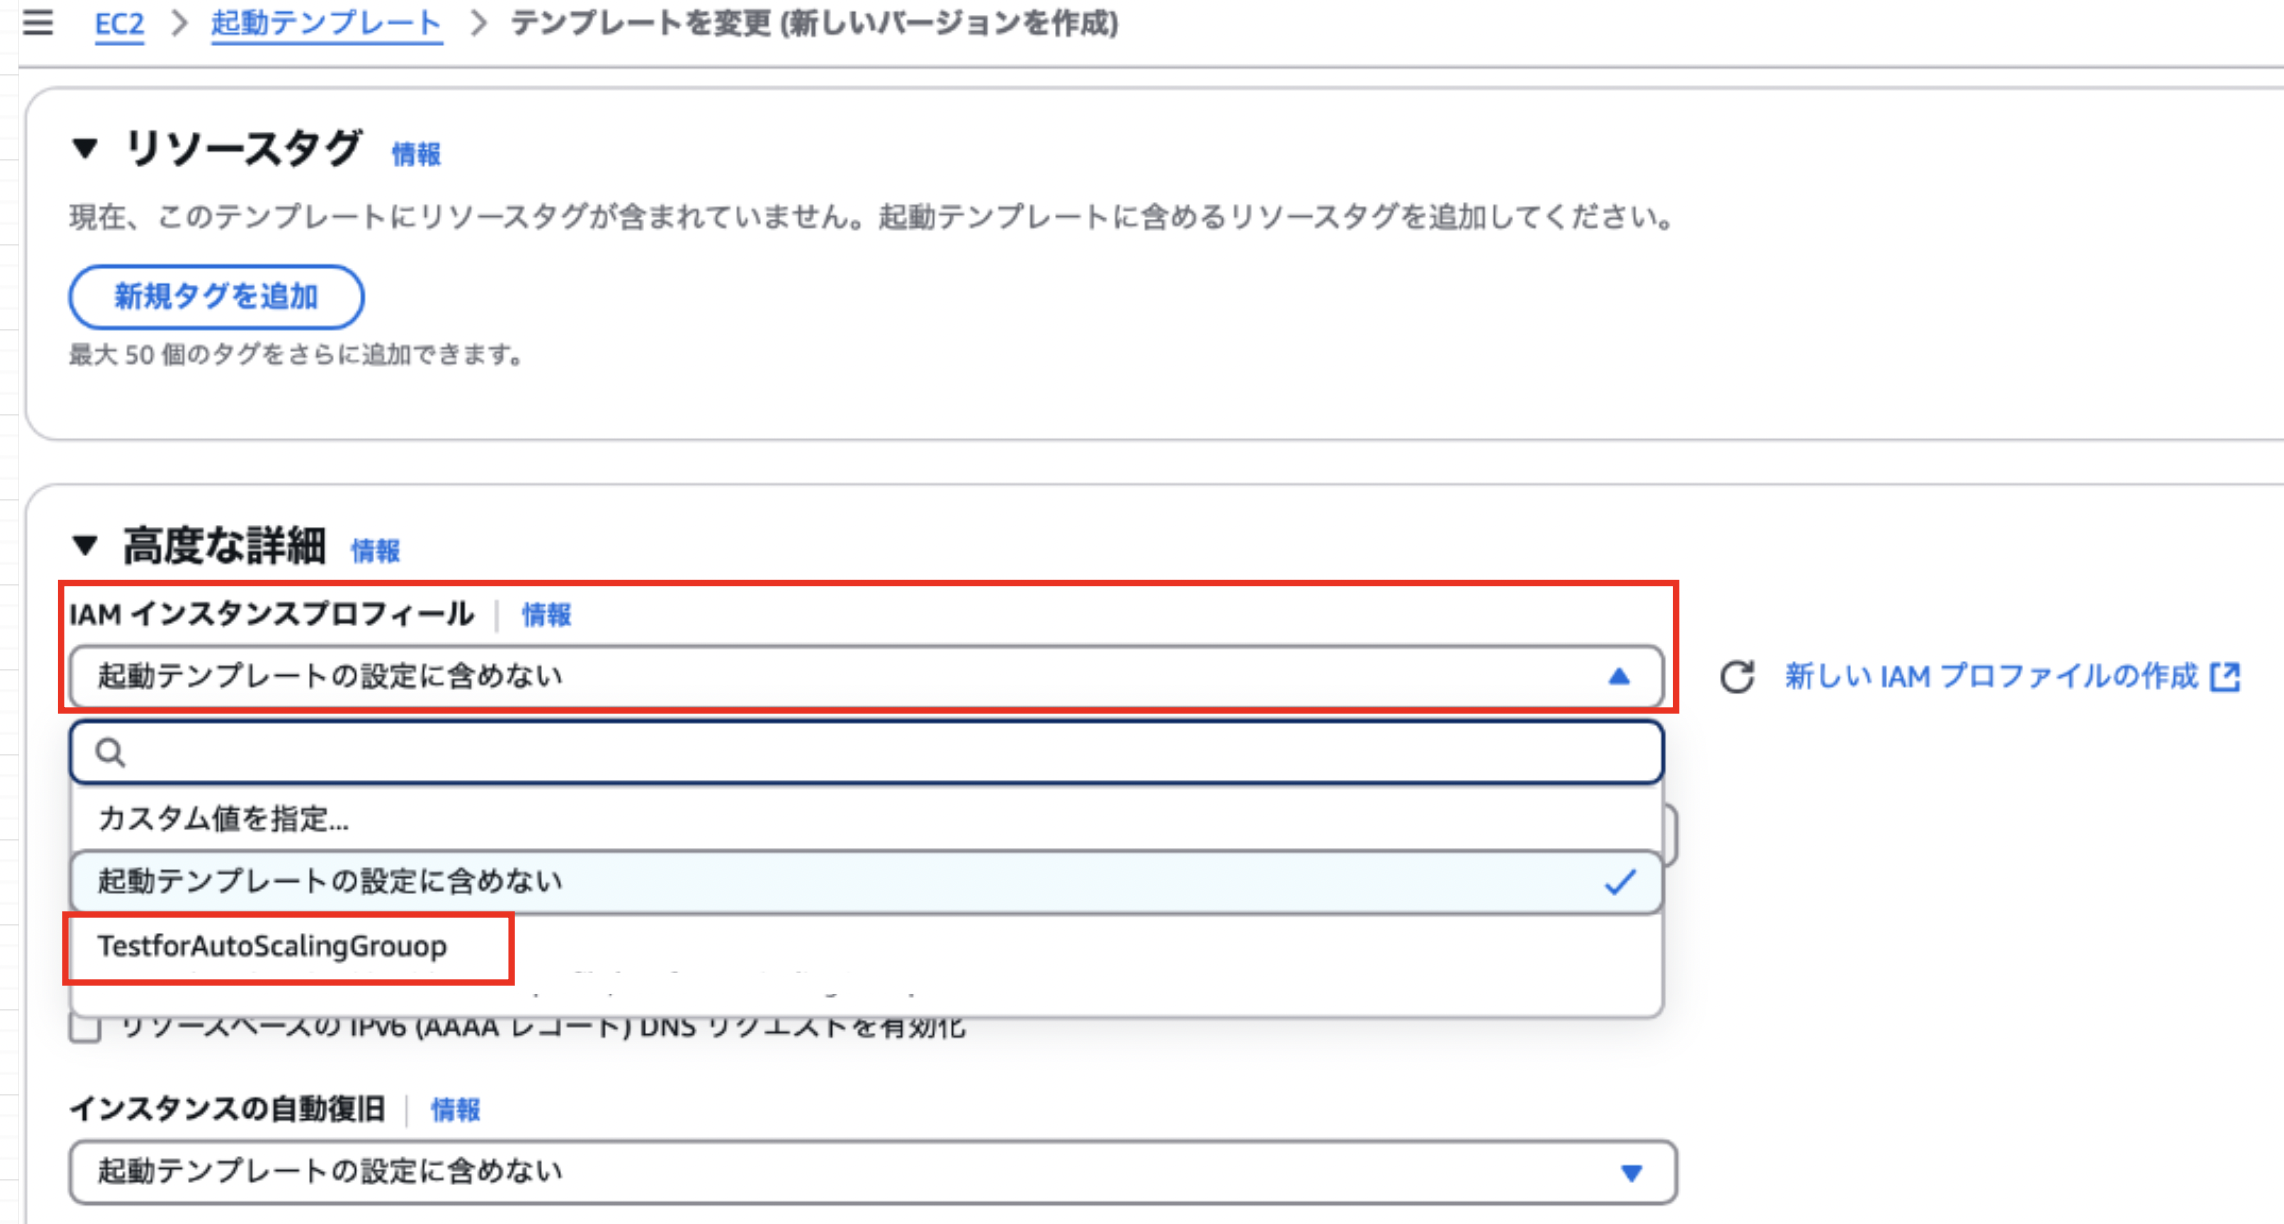 EC2 > 起動テンプレート > テンプレートを変更 (新しいバージョンを作成)
▼ リソースタグ 情報
現在、このテンプレートにリソースタグが含まれていません。起動テンプレートに含めるリソースタグを追加してください。
新規タグを追加
最大 50 個のタグをさらに追加できます。
▼ 高度な詳細 情報
IAM インスタンスプロフィール | 情報
起動テンプレートの設定に含めない
新しい IAM プロファイルの作成
カスタム値を指定...
起動テンプレートの設定に含めない
TestforAutoScalingGrouop
リソースベースの IPv6 (AAAA レコード) DNS リクエストを有効化
インスタンスの自動復旧 | 情報
起動テンプレートの設定に含めない